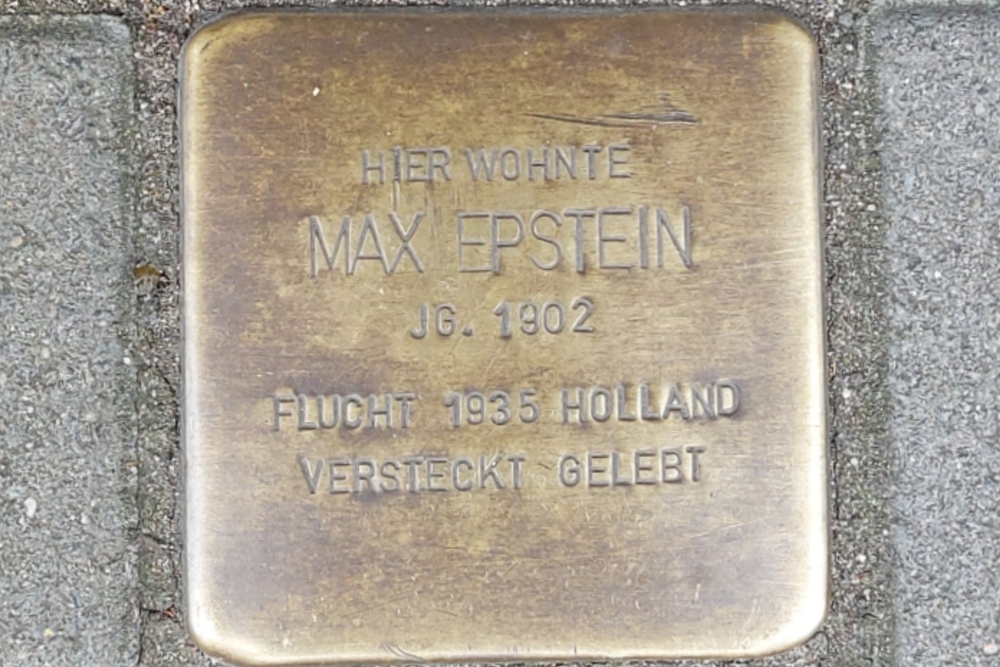 HIER WOHNTE
MAX EPSTEIN
JG. 1902
FLUCHT 1935 HOLLAND
VERSTECKT GELEBT